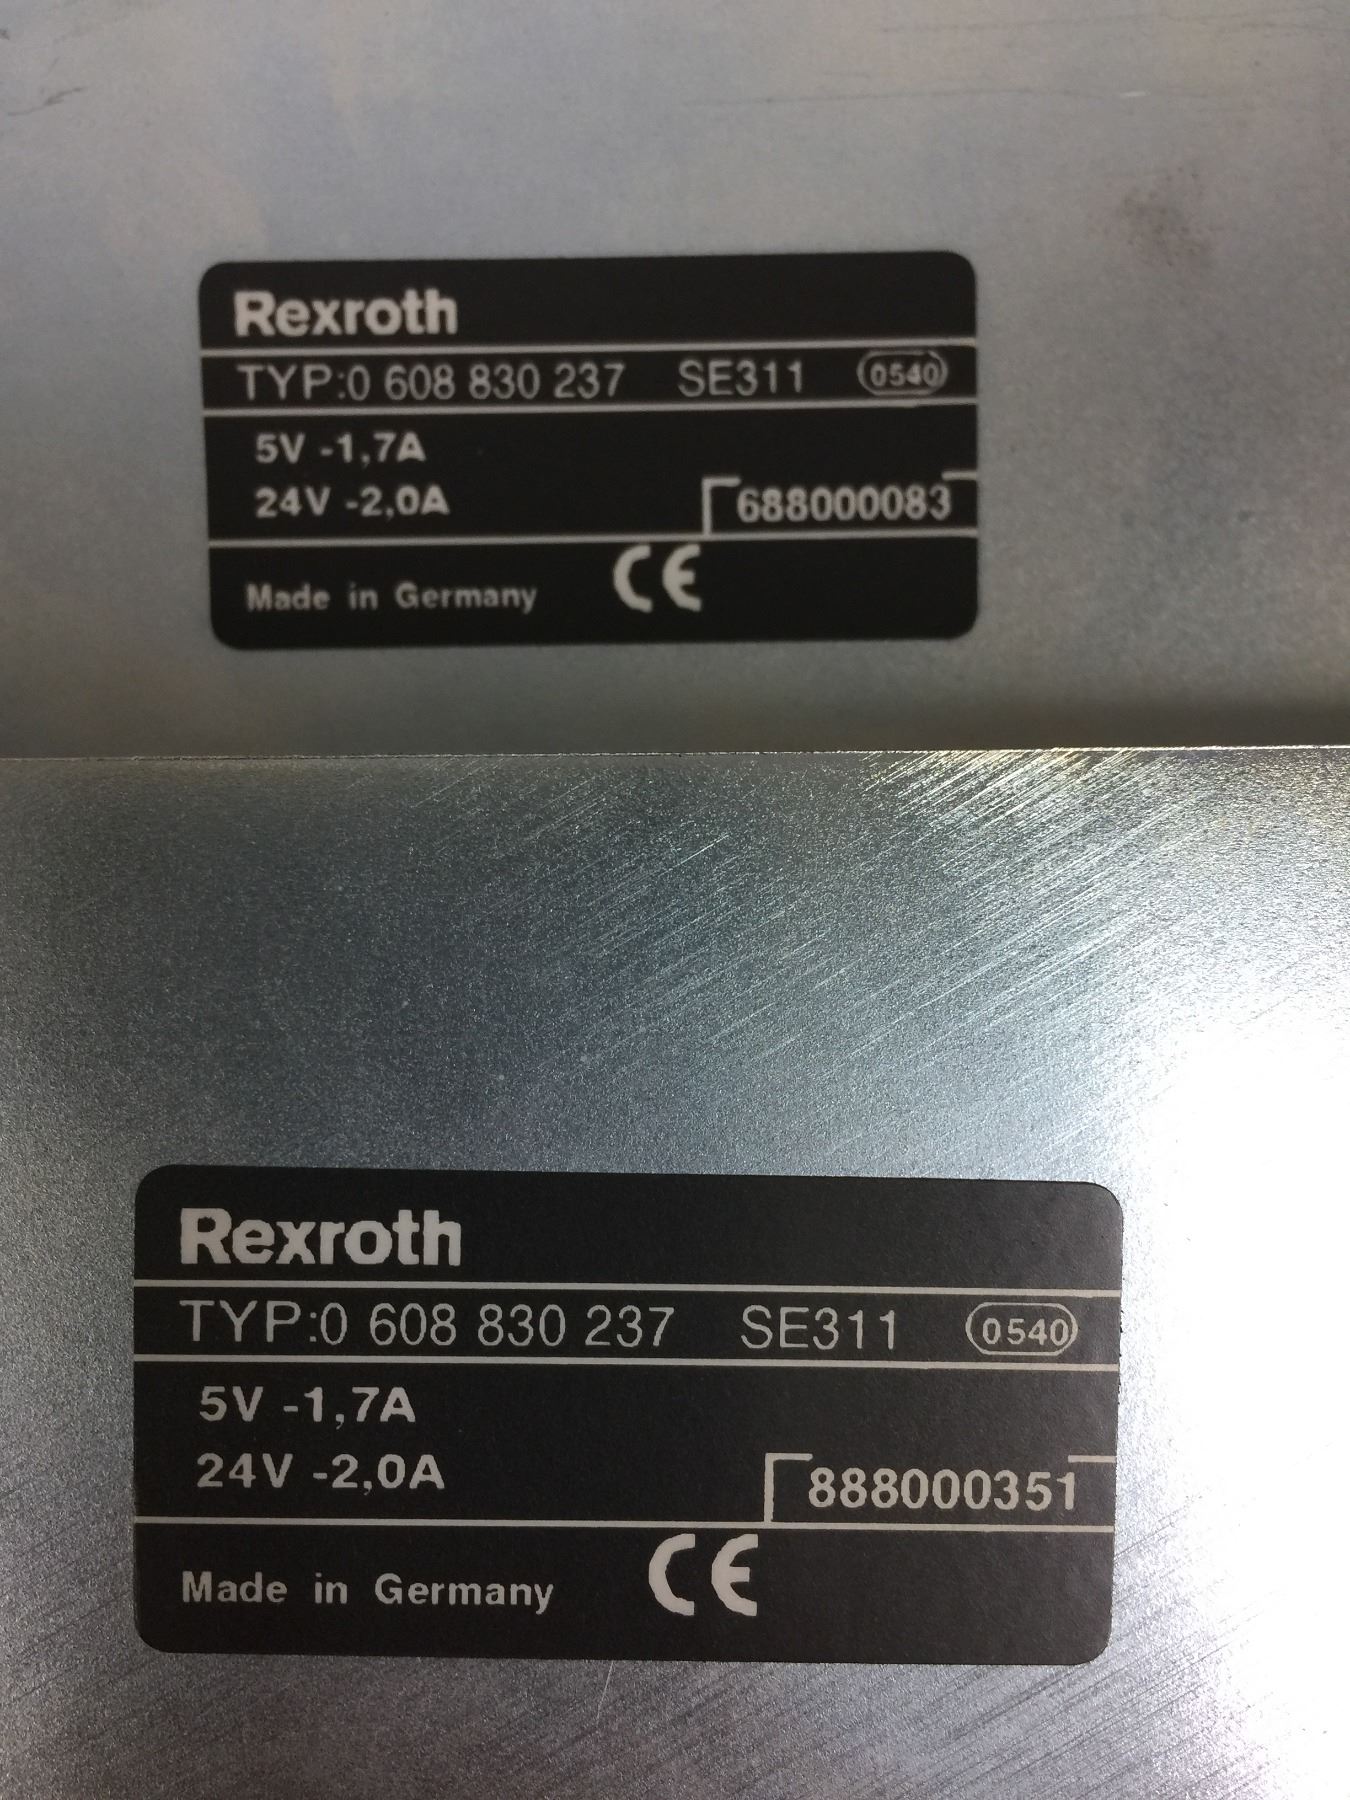 Rexroth
TYP:0 608 830 237 SE311 0540
5V -1,7A
24V -2,0A
688000083
Made in Germany CE
Rexroth
TYP:0 608 830 237 SE311 0540
5V -1,7A
24V -2,0A
888000351
Made in Germany CE